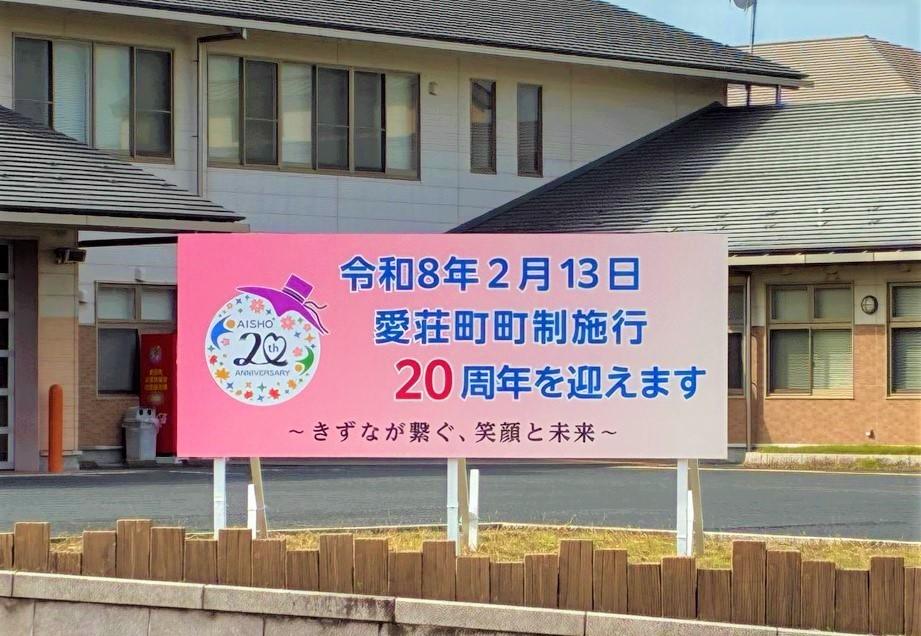 令和8年2月13日
愛荘町町制施行
20周年を迎えます
～きずなが繋ぐ、笑顔と未来～
AISHO
20th
ANNIVERSARY